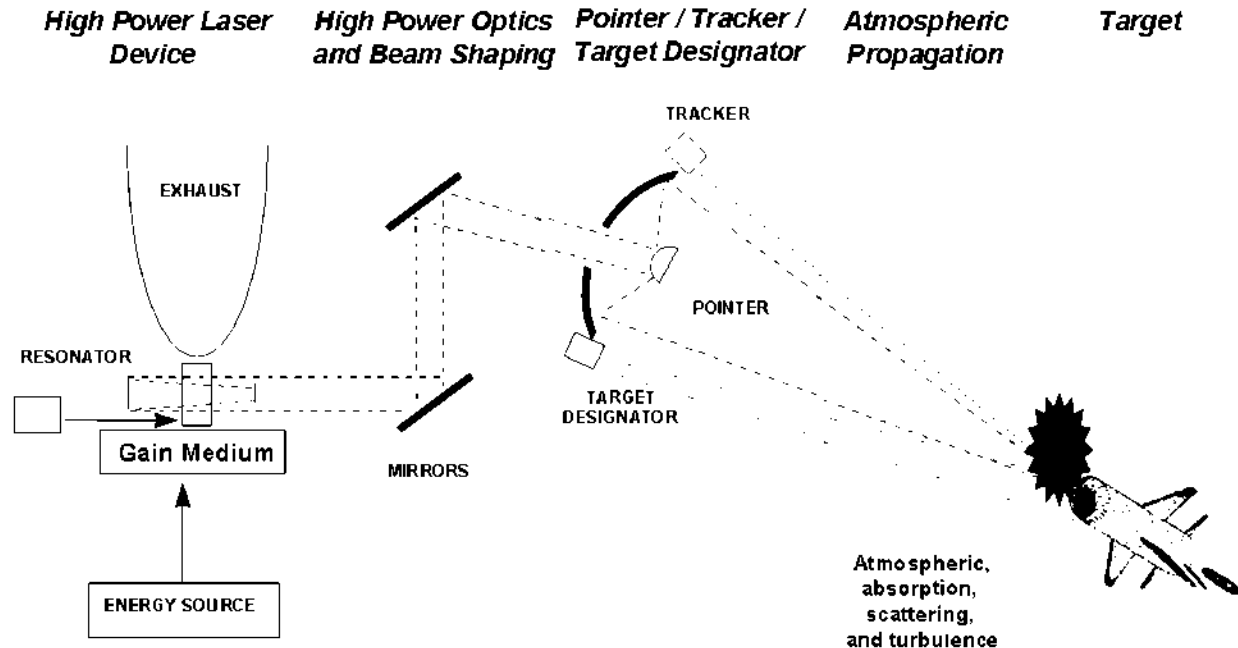 High Power Laser
Device
High Power Optics
and Beam Shaping
Pointer / Tracker /
Target Designator
Atmospheric
Propagation
Target
TRACKER
EXHAUST
POINTER
RESONATOR
TARGET
DESIGNATOR
Gain Medium
MIRRORS
ENERGY SOURCE
Atmospheric,
absorption,
scattering,
and turbulence